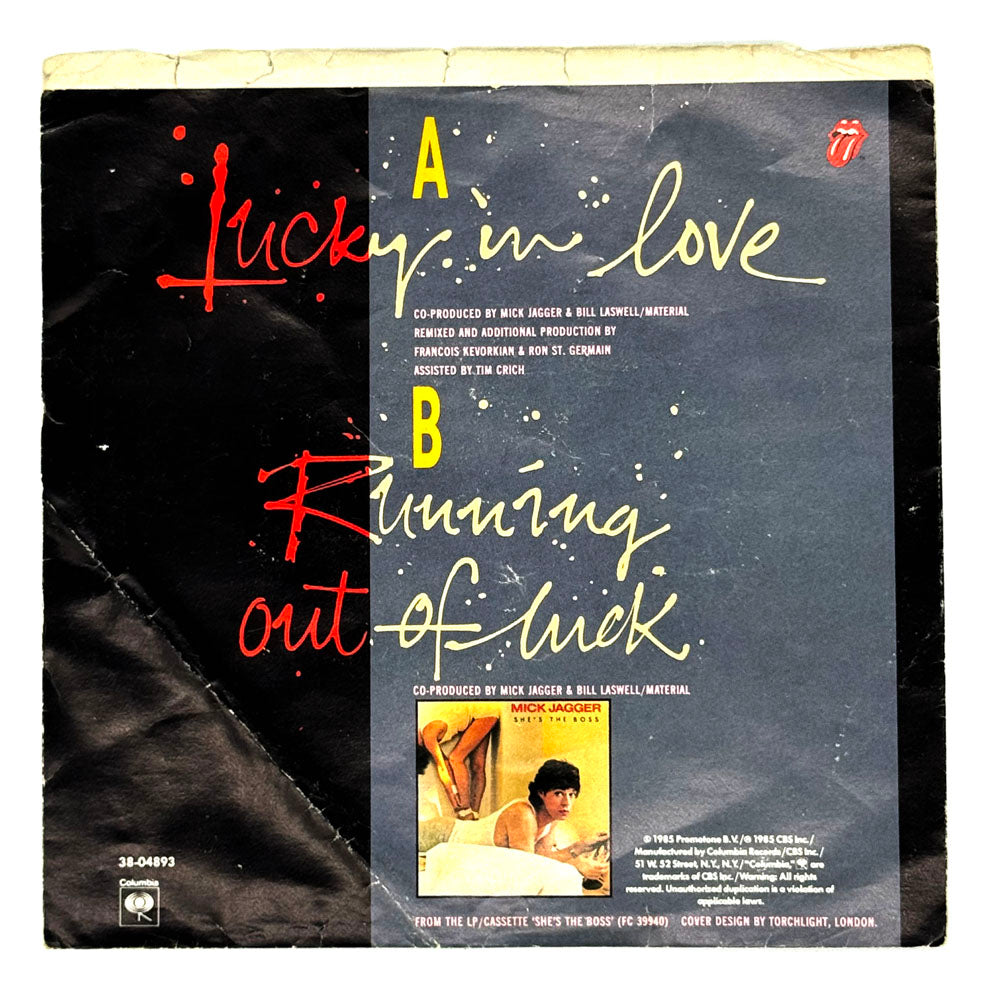 A
Lucky in love
CO-PRODUCED BY MICK JAGGER & BILL LASWELL/MATERIAL
REMIXED AND ADDITIONAL PRODUCTION BY
FRANCOIS KEVORKIAN & RON ST. GERMAIN
ASSISTED BY TIM CRICH
B
Running
out of luck
CO-PRODUCED BY MICK JAGGER & BILL LASWELL/MATERIAL
MICK JAGGER
SHE'S THE BOSS
38-04893
Columbia
℗ 1985 Promotone B.V./© 1985 CBS Inc./
Manufactured by Columbia Records/CBS Inc./
51 W. 52 Street, N.Y., N.Y./"Columbia," are
trademarks of CBS Inc./Warning: All rights
reserved. Unauthorized duplication is a violation of
applicable laws.
FROM THE LP/CASSETTE 'SHE'S THE BOSS' (FC 39940) COVER DESIGN BY TORCHLIGHT, LONDON.